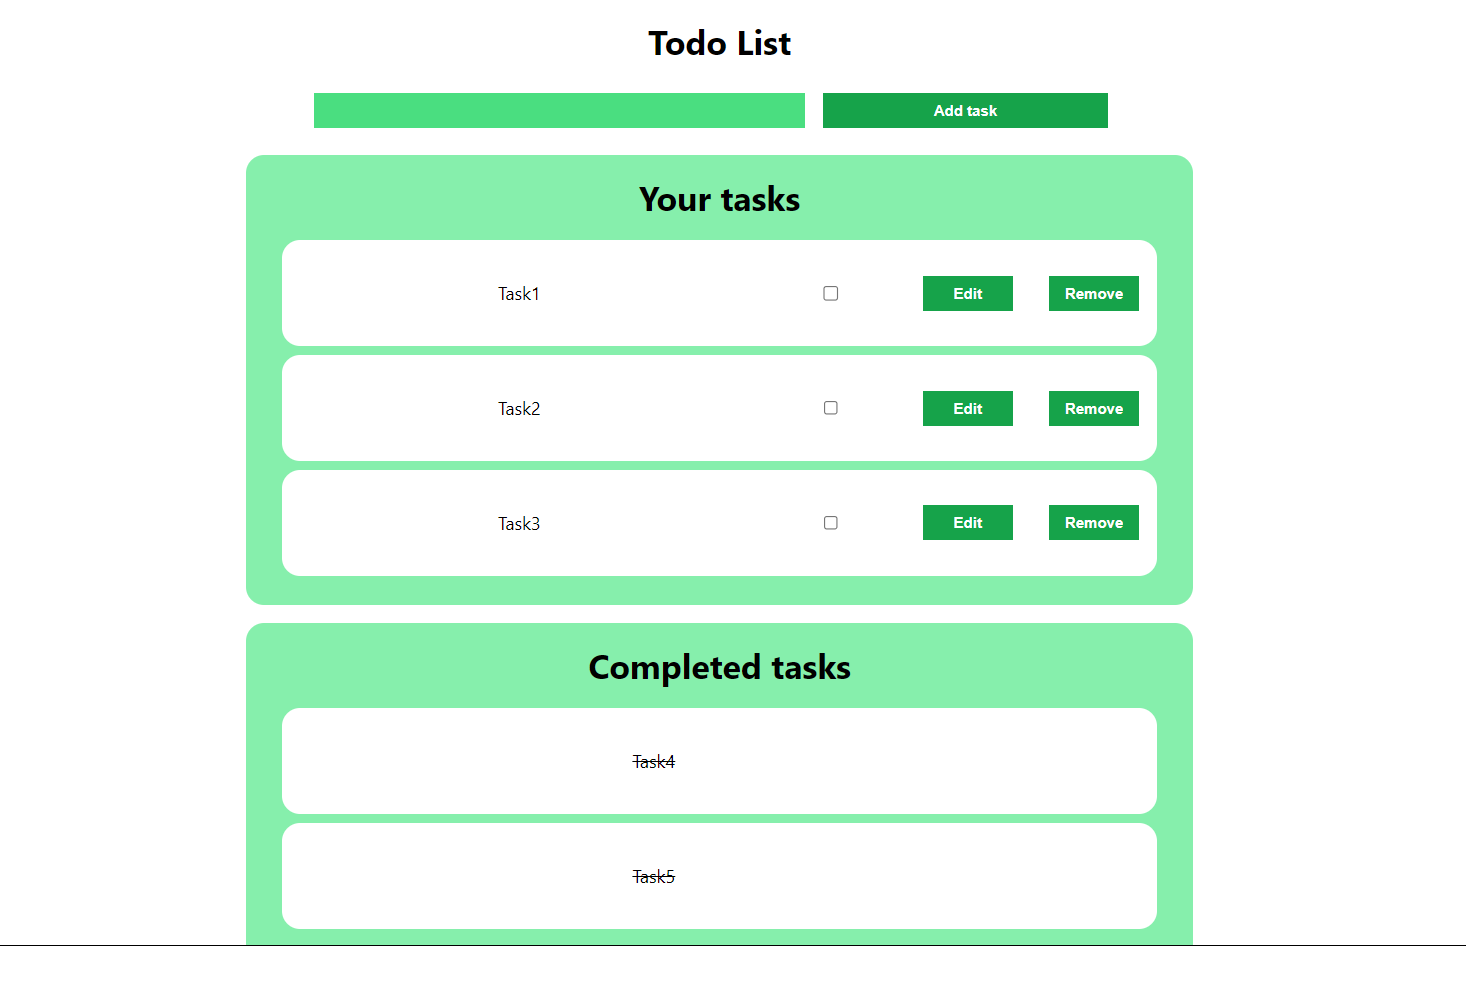 Todo List
Add task
Your tasks
Task1 Edit Remove
Task2 Edit Remove
Task3 Edit Remove
Completed tasks
Task4
Task5